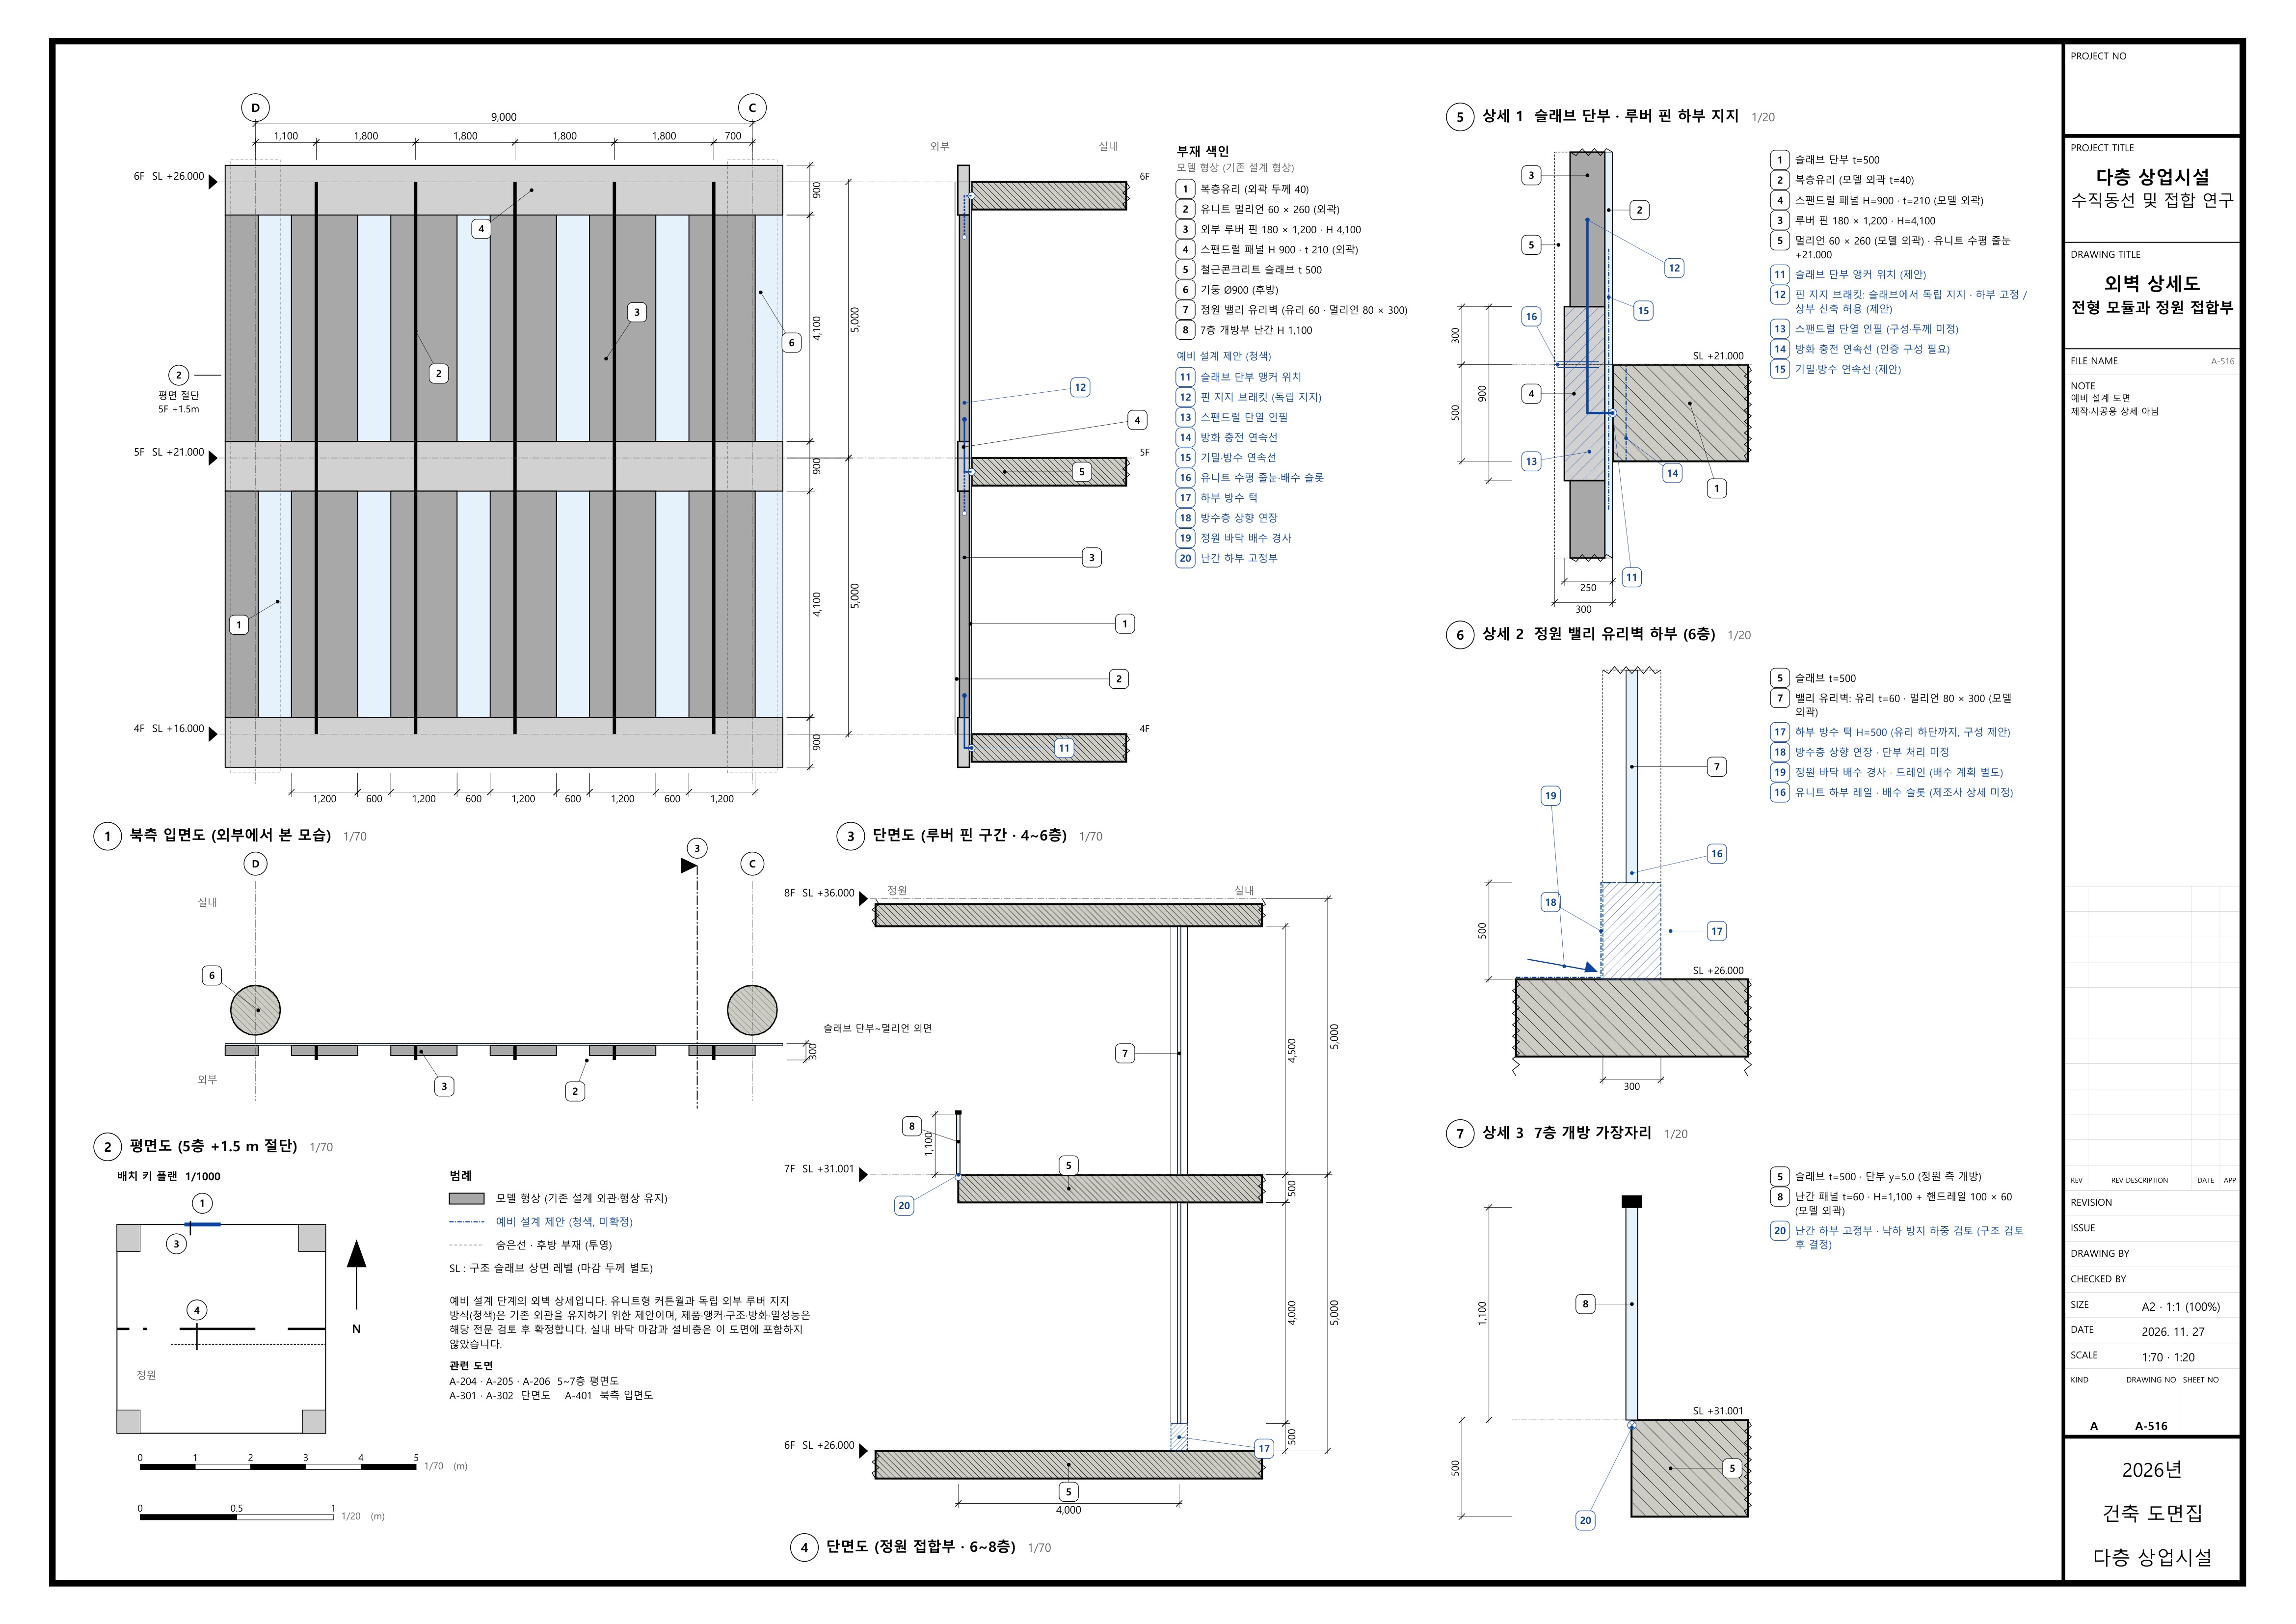 D
C
9,000
1,100
1,800
1,800
1,800
1,800
700
6F SL +26.000
5F SL +21.000
4F SL +16.000
2
평면 절단
5F +1.5m
4
3
2
6
1
900
4,100
900
4,100
900
5,000
5,000
1,200
600
1,200
600
1,200
600
1,200
600
1,200
1 북측 입면도 (외부에서 본 모습) 1/70
외부
실내
6F
5F
4F
12
4
5
3
1
2
11
3 단면도 (루버 핀 구간 · 4~6층) 1/70
부재 색인
모델 형상 (기존 설계 형상)
1 복층유리 (외곽 두께 40)
2 유니트 멀리언 60 × 260 (외곽)
3 외부 루버 핀 180 × 1,200 · H 4,100
4 스팬드럴 패널 H 900 · t 210 (외곽)
5 철근콘크리트 슬래브 t 500
6 기둥 Ø900 (후방)
7 정원 밸리 유리벽 (유리 60 · 멀리언 80 × 300)
8 7층 개방부 난간 H 1,100
예비 설계 제안 (청색)
11 슬래브 단부 앵커 위치
12 핀 지지 브래킷 (독립 지지)
13 스팬드럴 단열 인필
14 방화 충전 연속선
15 기밀·방수 연속선
16 유니트 수평 줄눈·배수 슬롯
17 하부 방수 턱
18 방수층 상향 연장
19 정원 바닥 배수 경사
20 난간 하부 고정부
D
3
C
실내
6
슬래브 단부~멀리언 외면
300
외부
3
2
2 평면도 (5층 +1.5 m 절단) 1/70
배치 키 플랜 1/1000
1
3
4
정원
N
0
1
2
3
4
5
1/70 (m)
0
0.5
1
1/20 (m)
범례
모델 형상 (기존 설계 외관·형상 유지)
예비 설계 제안 (청색, 미확정)
숨은선 · 후방 부재 (투영)
SL : 구조 슬래브 상면 레벨 (마감 두께 별도)
예비 설계 단계의 외벽 상세입니다. 유니트형 커튼월과 독립 외부 루버 지지
방식(청색)은 기존 외관을 유지하기 위한 제안이며, 제품·앵커·구조·방화·열성능은
해당 전문 검토 후 확정합니다. 실내 바닥 마감과 설비층은 이 도면에 포함하지
않았습니다.
관련 도면
A-204 · A-205 · A-206 5~7층 평면도
A-301 · A-302 단면도 A-401 북측 입면도
8F SL +36.000
정원
실내
7
4,500
5,000
8
1,100
7F SL +31.001
5
20
500
4,000
5,000
500
6F SL +26.000
17
5
4,000
4 단면도 (정원 접합부 · 6~8층) 1/70
5 상세 1 슬래브 단부 · 루버 핀 하부 지지 1/20
3
2
5
12
16
15
300
SL +21.000
4
900
500
13
14
1
11
250
300
1 슬래브 단부 t=500
2 복층유리 (모델 외곽 t=40)
4 스팬드럴 패널 H=900 · t=210 (모델 외곽)
3 루버 핀 180 × 1,200 · H=4,100
5 멀리언 60 × 260 (모델 외곽) · 유니트 수평 줄눈
+21.000
11 슬래브 단부 앵커 위치 (제안)
12 핀 지지 브래킷: 슬래브에서 독립 지지 · 하부 고정 /
상부 신축 허용 (제안)
13 스팬드럴 단열 인필 (구성·두께 미정)
14 방화 충전 연속선 (인증 구성 필요)
15 기밀·방수 연속선 (제안)
6 상세 2 정원 밸리 유리벽 하부 (6층) 1/20
7
19
16
18
17
500
SL +26.000
300
5 슬래브 t=500
7 밸리 유리벽: 유리 t=60 · 멀리언 80 × 300 (모델
외곽)
17 하부 방수 턱 H=500 (유리 하단까지, 구성 제안)
18 방수층 상향 연장 · 단부 처리 미정
19 정원 바닥 배수 경사 · 드레인 (배수 계획 별도)
16 유니트 하부 레일 · 배수 슬롯 (제조사 상세 미정)
7 상세 3 7층 개방 가장자리 1/20
8
1,100
SL +31.001
500
5
20
5 슬래브 t=500 · 단부 y=5.0 (정원 측 개방)
8 난간 패널 t=60 · H=1,100 + 핸드레일 100 × 60
(모델 외곽)
20 난간 하부 고정부 · 낙하 방지 하중 검토 (구조 검토
후 결정)
PROJECT NO
PROJECT TITLE
다층 상업시설
수직동선 및 접합 연구
DRAWING TITLE
외벽 상세도
전형 모듈과 정원 접합부
FILE NAME A-516
NOTE
예비 설계 도면
제작·시공용 상세 아님
REV REV DESCRIPTION DATE APP
REVISION
ISSUE
DRAWING BY
CHECKED BY
SIZE A2 · 1:1 (100%)
DATE 2026. 11. 27
SCALE 1:70 · 1:20
KIND DRAWING NO SHEET NO
A A-516
2026년
건축 도면집
다층 상업시설